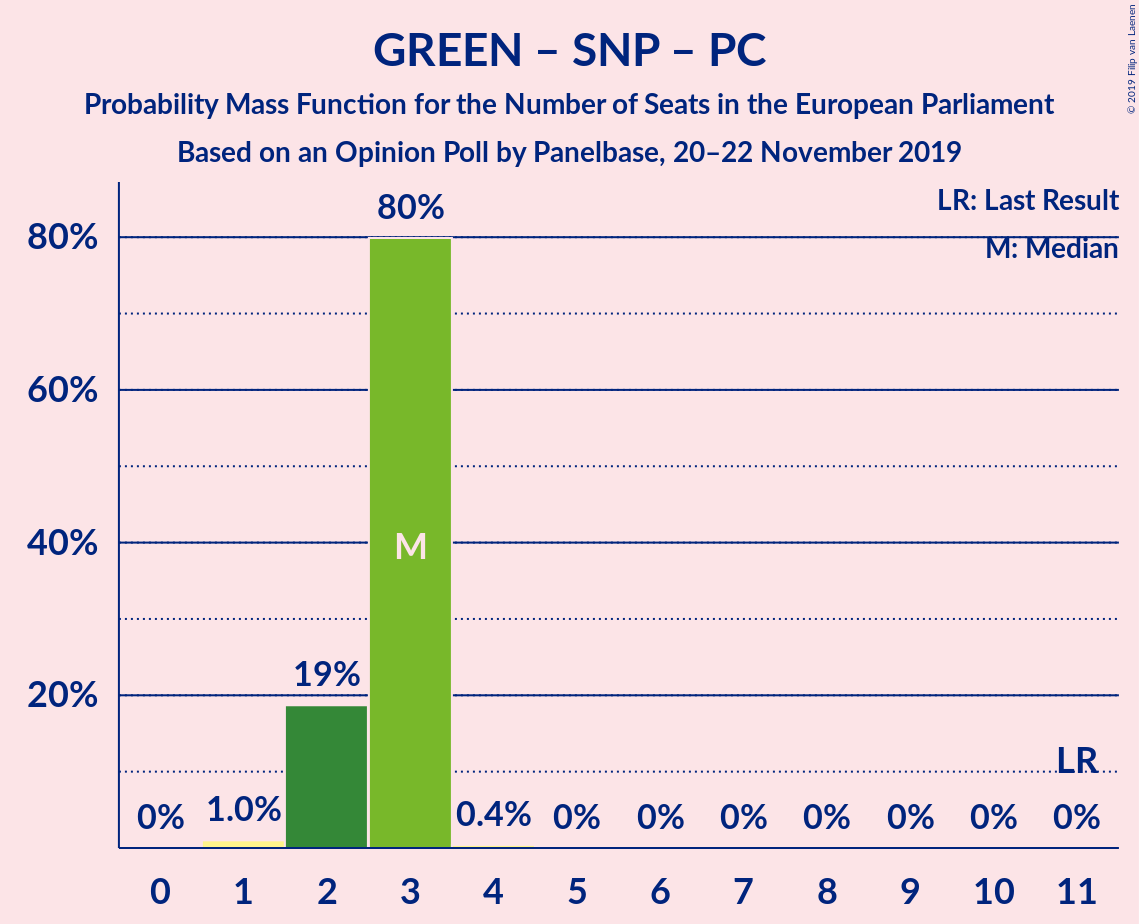 GREEN – SNP – PC
Probability Mass Function for the Number of Seats in the European Parliament
Based on an Opinion Poll by Panelbase, 20–22 November 2019
© 2019 Filip van Laenen
LR: Last Result
M: Median
80%
60%
40%
20%
0%
1.0%
19%
80%
M
0.4%
0%
0%
0%
0%
0%
0%
LR
0%
0 1 2 3 4 5 6 7 8 9 10 11